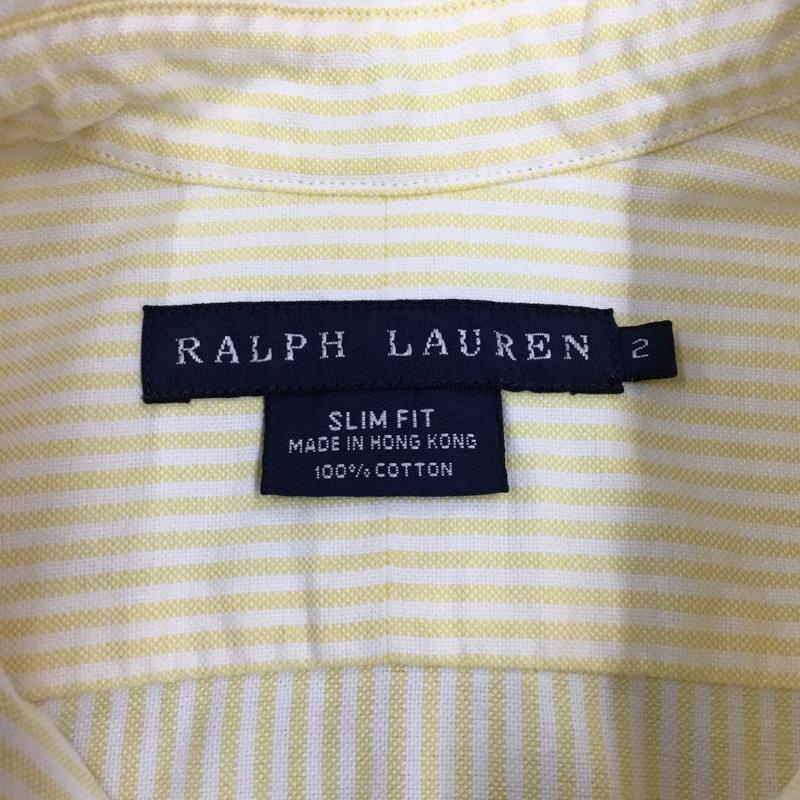 RALPH LAUREN 2
SLIM FIT
MADE IN HONG KONG
100% COTTON